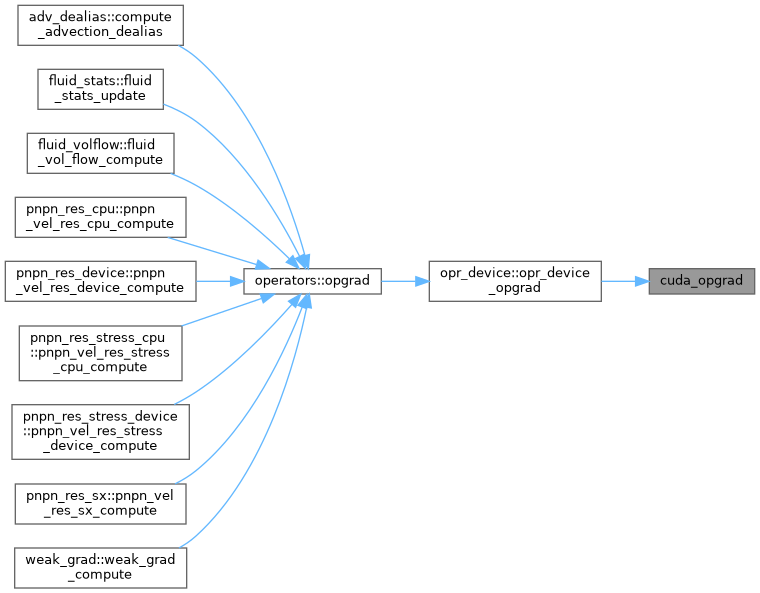 adv_dealias::compute
_advection_dealias
fluid_stats::fluid
_stats_update
fluid_volflow::fluid
_vol_flow_compute
pnpn_res_cpu::pnpn
_vel_res_cpu_compute
pnpn_res_device::pnpn
_vel_res_device_compute
operators::opgrad
opr_device::opr_device
_opgrad
cuda_opgrad
pnpn_res_stress_cpu
::pnpn_vel_res_stress
_cpu_compute
pnpn_res_stress_device
::pnpn_vel_res_stress
_device_compute
pnpn_res_sx::pnpn_vel
_res_sx_compute
weak_grad::weak_grad
_compute